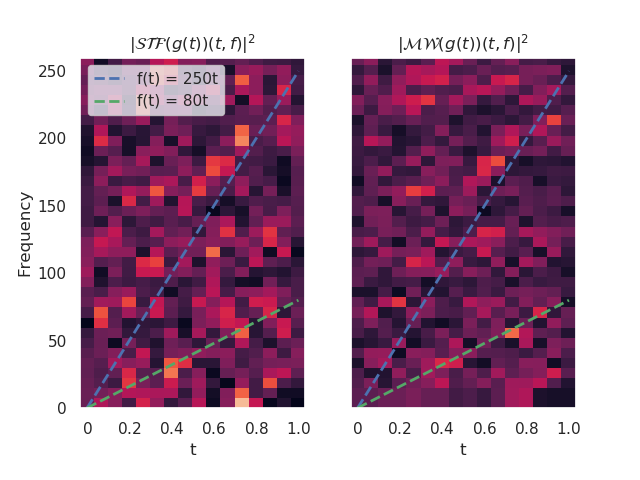 |𝒮𝒯ℱ(g(t))(t, f)|²
|ℳ𝒲(g(t))(t, f)|²
f(t) = 250t
f(t) = 80t
Frequency
250
200
150
100
50
0
0 0.2 0.4 0.6 0.8 1.0
0 0.2 0.4 0.6 0.8 1.0
t
t